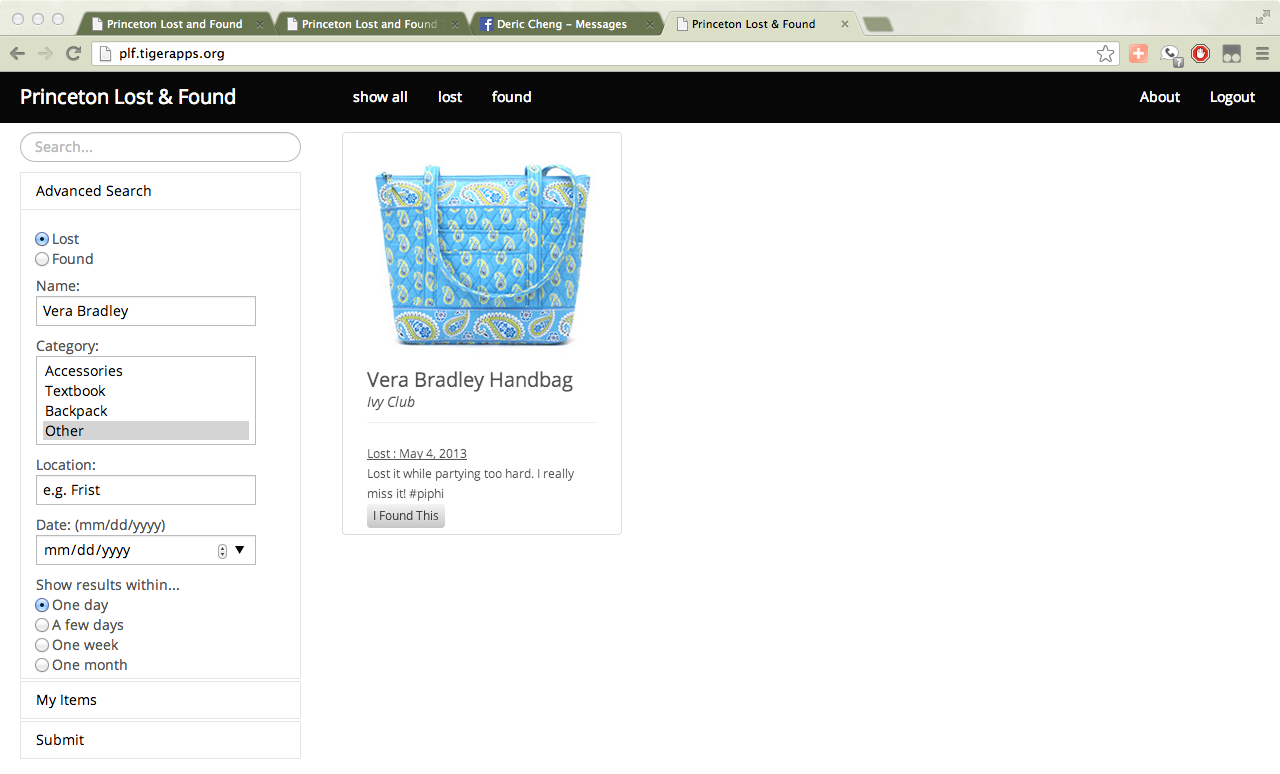 Princeton Lost and Found
Princeton Lost and Found
Deric Cheng – Messages
Princeton Lost & Found
plf.tigerapps.org
Princeton Lost & Found
show all
lost
found
About
Logout
Search...
Advanced Search
Lost
Found
Name:
Vera Bradley
Category:
Accessories
Textbook
Backpack
Other
Location:
e.g. Frist
Date: (mm/dd/yyyy)
mm/dd/yyyy
Show results within...
One day
A few days
One week
One month
My Items
Submit
Vera Bradley Handbag
Ivy Club
Lost : May 4, 2013
Lost it while partying too hard. I really
miss it! #piphi
I Found This